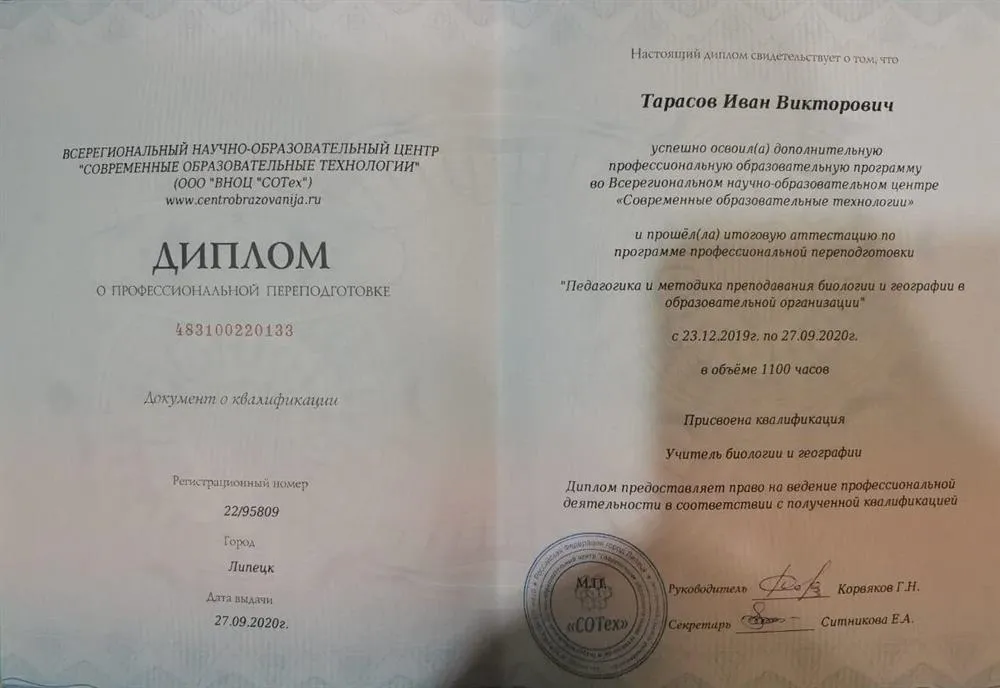 ВСЕРЕГИОНАЛЬНЫЙ НАУЧНО-ОБРАЗОВАТЕЛЬНЫЙ ЦЕНТР
"СОВРЕМЕННЫЕ ОБРАЗОВАТЕЛЬНЫЕ ТЕХНОЛОГИИ"
(ООО "ВНОЦ "СОТех")
www.centrobrazovanija.ru
ДИПЛОМ
О ПРОФЕССИОНАЛЬНОЙ ПЕРЕПОДГОТОВКЕ
483100220133
Документ о квалификации
Регистрационный номер
22/95809
Город
Липецк
Дата выдачи
27.09.2020г.
Настоящий диплом свидетельствует о том, что
Тарасов Иван Викторович
успешно освоил(а) дополнительную
профессиональную образовательную программу
во Всерегиональном научно-образовательном центре
«Современные образовательные технологии»
и прошёл(ла) итоговую аттестацию по
программе профессиональной переподготовки
"Педагогика и методика преподавания биологии и географии в
образовательной организации"
с 23.12.2019г. по 27.09.2020г.
в объёме 1100 часов
Присвоена квалификация
Учитель биологии и географии
Диплом предоставляет право на ведение профессиональной
деятельности в соответствии с полученной квалификацией
М.П.
«СОТех»
Руководитель Корвяков Г.Н.
Секретарь Ситникова Е.А.